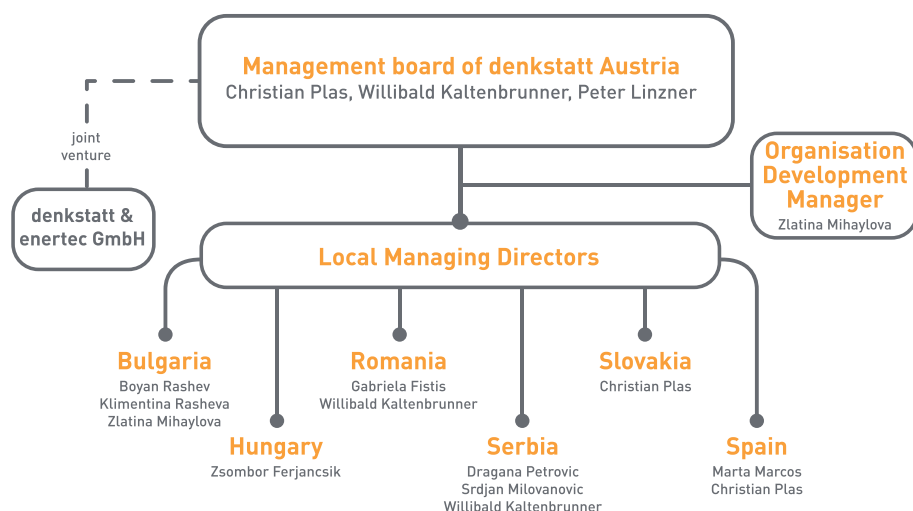 Management board of denkstatt Austria
Christian Plas, Willibald Kaltenbrunner, Peter Linzner
joint
venture
denkstatt &
enertec GmbH
Organisation
Development
Manager
Zlatina Mihaylova
Local Managing Directors
Bulgaria
Boyan Rashev
Klimentina Rasheva
Zlatina Mihaylova
Romania
Gabriela Fistis
Willibald Kaltenbrunner
Slovakia
Christian Plas
Hungary
Zsombor Ferjancsik
Serbia
Dragana Petrovic
Srdjan Milovanovic
Willibald Kaltenbrunner
Spain
Marta Marcos
Christian Plas